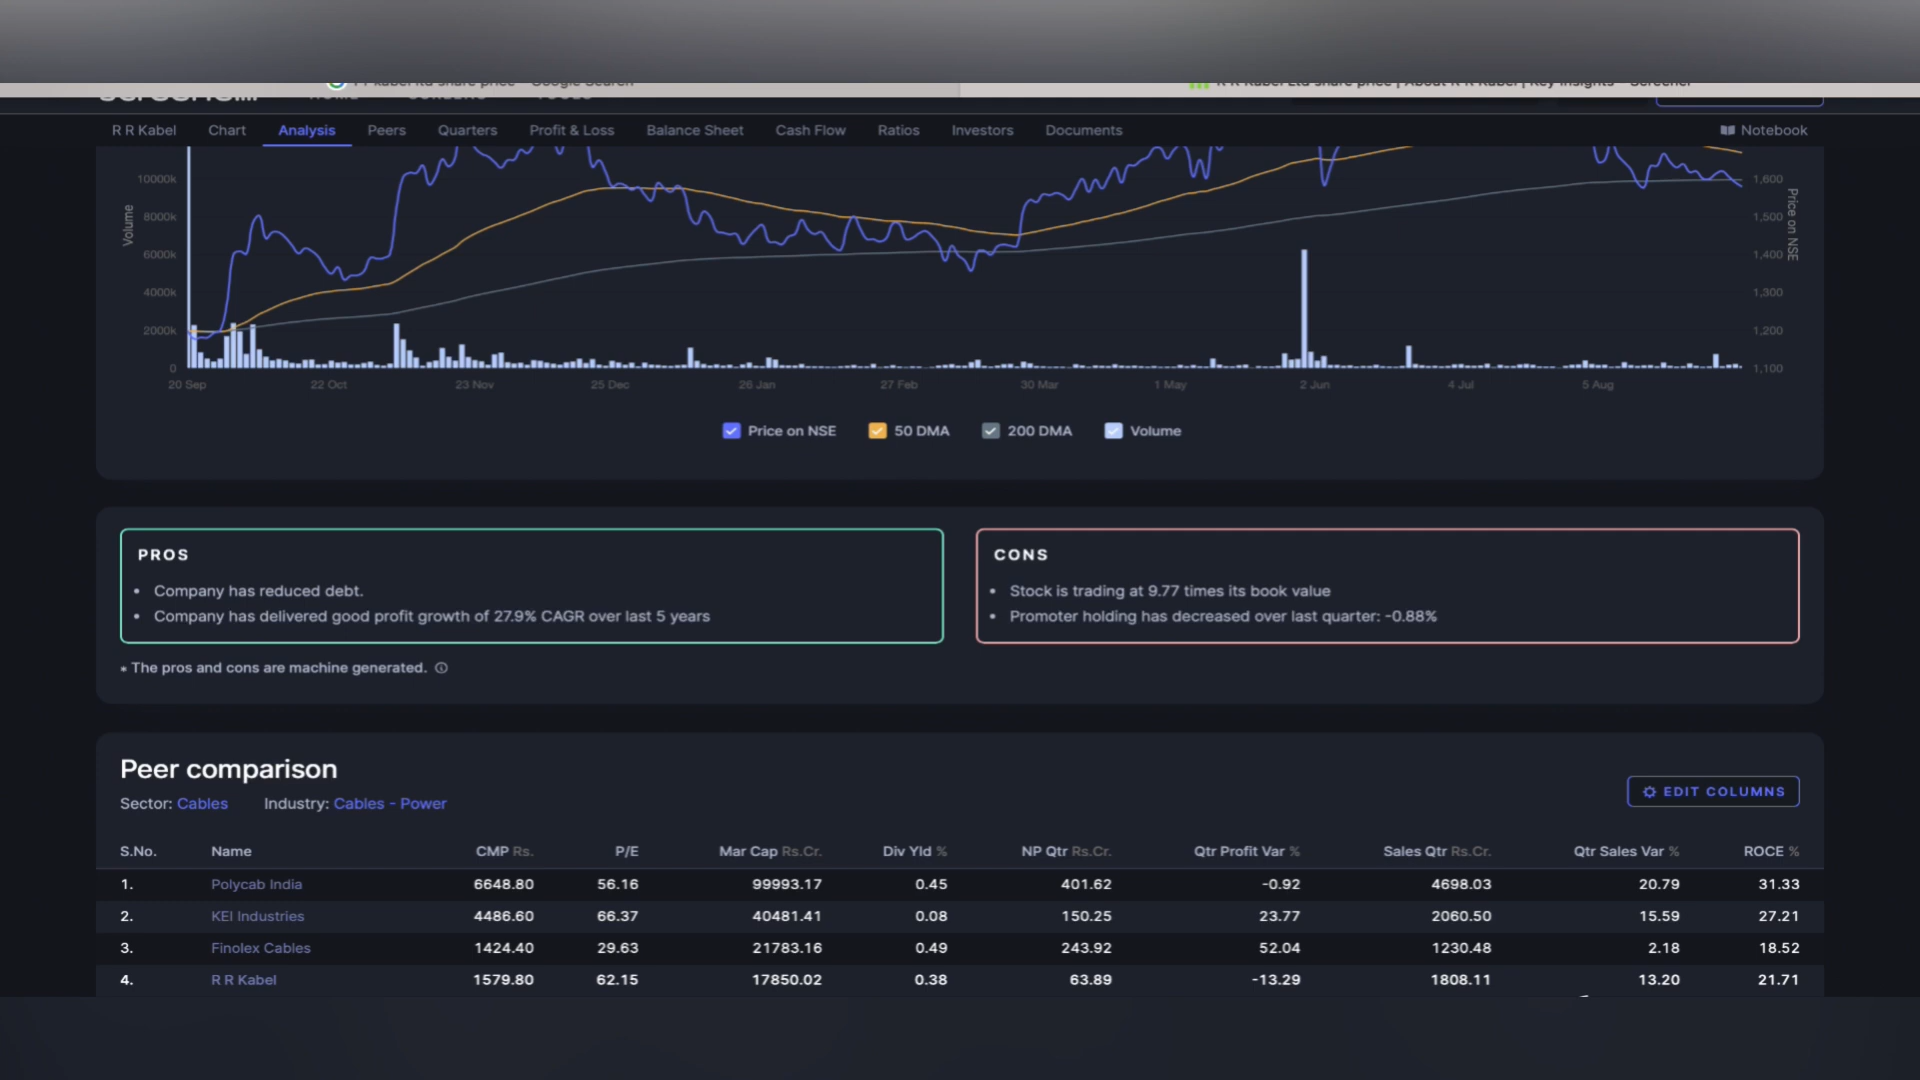 R R Kabel Ltd share price | About R R Kabel | Key Insights - Screener
R R Kabel Chart Analysis Peers Quarters Profit & Loss Balance Sheet Cash Flow Ratios Investors Documents Notebook
10000k 1,600
8000k 1,500
6000k 1,400
4000k 1,300
2000k 1,200
0 1,100
Volume
Price on NSE
20 Sep 22 Oct 23 Nov 25 Dec 26 Jan 27 Feb 30 Mar 1 May 2 Jun 4 Jul 5 Aug
Price on NSE 50 DMA 200 DMA Volume
PROS
• Company has reduced debt.
• Company has delivered good profit growth of 27.9% CAGR over last 5 years
CONS
• Stock is trading at 9.77 times its book value
• Promoter holding has decreased over last quarter: -0.88%
* The pros and cons are machine generated.
Peer comparison
Sector: Cables Industry: Cables - Power
EDIT COLUMNS
S.No. Name CMP Rs. P/E Mar Cap Rs.Cr. Div Yld % NP Qtr Rs.Cr. Qtr Profit Var % Sales Qtr Rs.Cr. Qtr Sales Var % ROCE %
1. Polycab India 6648.80 56.16 99993.17 0.45 401.62 -0.92 4698.03 20.79 31.33
2. KEI Industries 4486.60 66.37 40481.41 0.08 150.25 23.77 2060.50 15.59 27.21
3. Finolex Cables 1424.40 29.63 21783.16 0.49 243.92 52.04 1230.48 2.18 18.52
4. R R Kabel 1579.80 62.15 17850.02 0.38 63.89 -13.29 1808.11 13.20 21.71